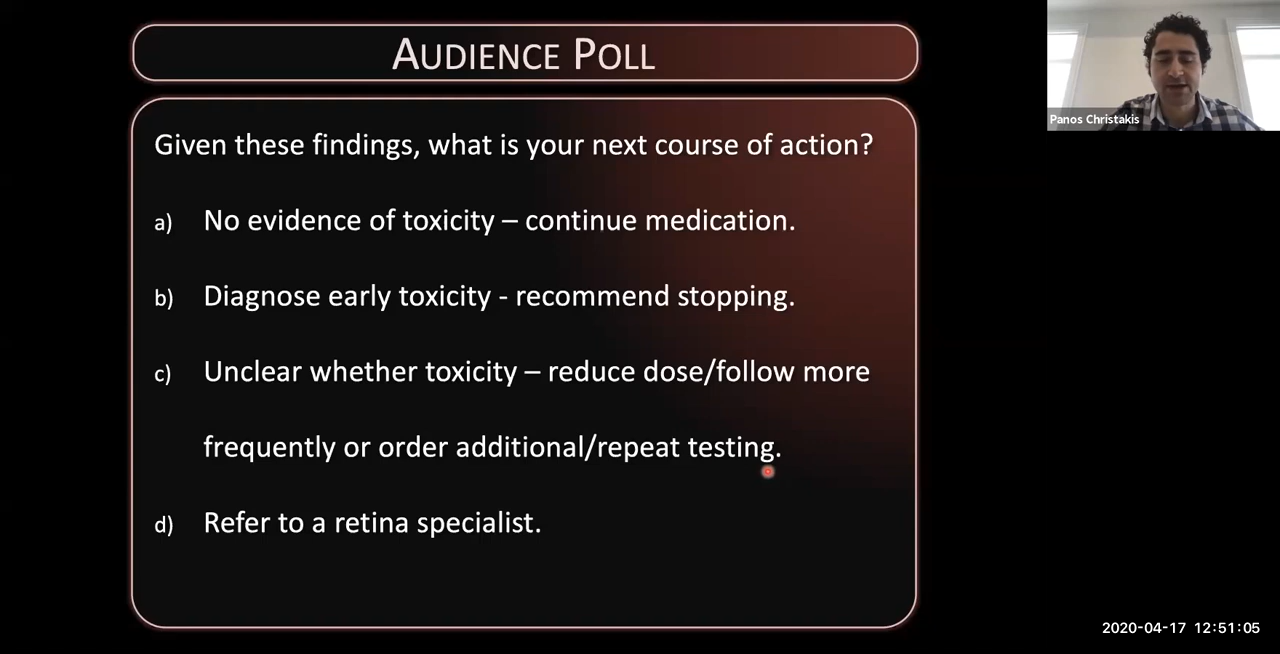 AUDIENCE POLL
Panos Christakis
Given these findings, what is your next course of action?
a) No evidence of toxicity – continue medication.
b) Diagnose early toxicity - recommend stopping.
c) Unclear whether toxicity – reduce dose/follow more
frequently or order additional/repeat testing.
d) Refer to a retina specialist.
2020-04-17 12:51:05